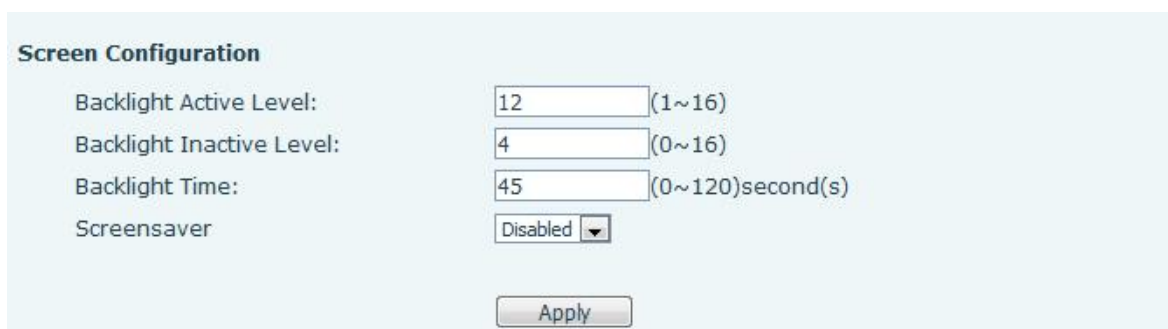 Screen Configuration
Backlight Active Level: 12 (1~16)
Backlight Inactive Level: 4 (0~16)
Backlight Time: 45 (0~120)second(s)
Screensaver Disabled
Apply